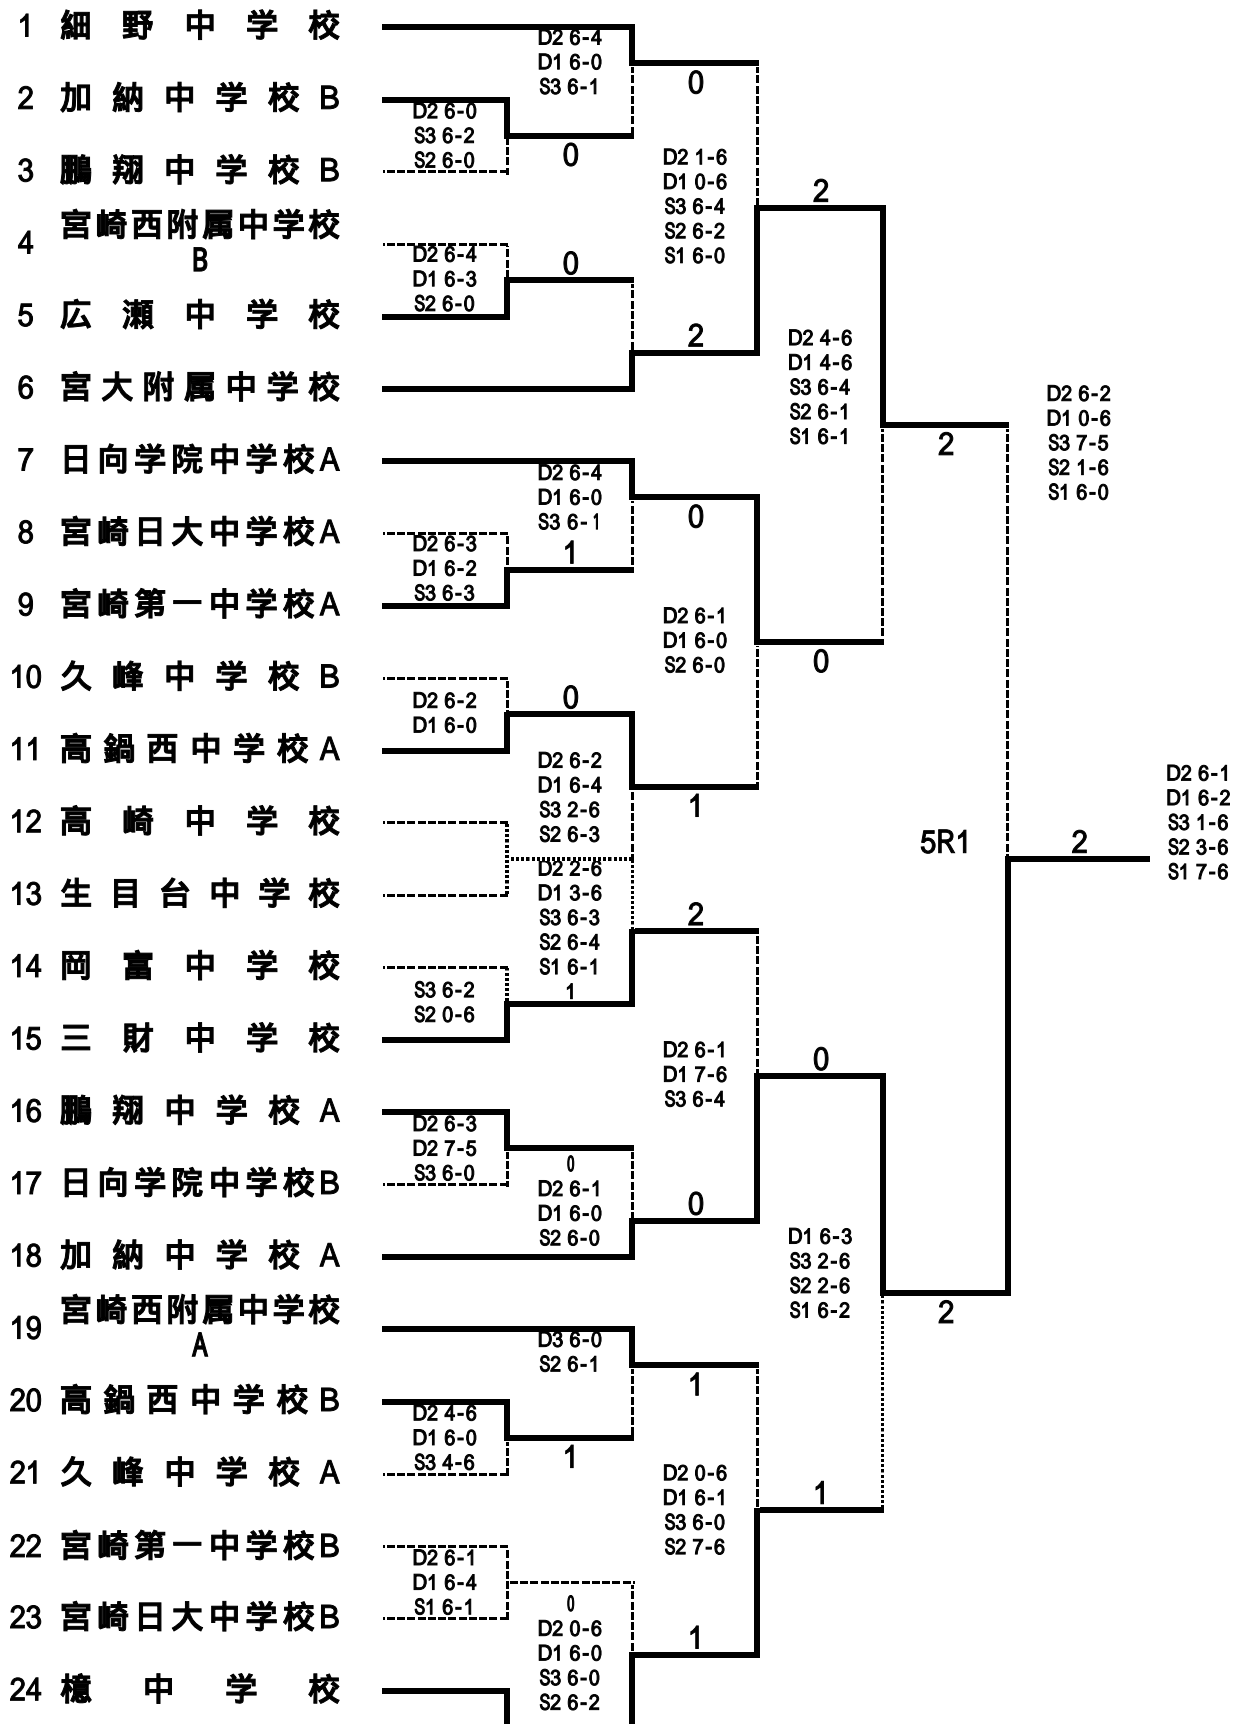 1 細野中学校
2 加納中学校B
3 鵬翔中学校B
4 宮崎西附属中学校
B
5 広瀬中学校
6 宮大附属中学校
7 日向学院中学校A
8 宮崎日大中学校A
9 宮崎第一中学校A
10 久峰中学校B
11 高鍋西中学校A
12 高崎中学校
13 生目台中学校
14 岡富中学校
15 三財中学校
16 鵬翔中学校A
17 日向学院中学校B
18 加納中学校A
19 宮崎西附属中学校
A
20 高鍋西中学校B
21 久峰中学校A
22 宮崎第一中学校B
23 宮崎日大中学校B
24 檍中学校
D2 6-0
S3 6-2
S2 6-0
D2 6-4
D1 6-3
S2 6-0
D2 6-3
D1 6-2
S3 6-3
D2 6-2
D1 6-0
S3 6-2
S2 0-6
D2 6-3
D2 7-5
S3 6-0
D2 4-6
D1 6-0
S3 4-6
D2 6-1
D1 6-4
S1 6-1
D2 6-4
D1 6-0
S3 6-1
0
0
D2 6-4
D1 6-0
S3 6-1
1
0
D2 6-2
D1 6-4
S3 2-6
S2 6-3
D2 2-6
D1 3-6
S3 6-3
S2 6-4
S1 6-1
1
0
D2 6-1
D1 6-0
S2 6-0
D3 6-0
S2 6-1
1
0
D2 0-6
D1 6-0
S3 6-0
S2 6-2
0
D2 1-6
D1 0-6
S3 6-4
S2 6-2
S1 6-0
2
0
D2 6-1
D1 6-0
S2 6-0
1
2
D2 6-1
D1 7-6
S3 6-4
0
1
D2 0-6
D1 6-1
S3 6-0
S2 7-6
1
2
D2 4-6
D1 4-6
S3 6-4
S2 6-1
S1 6-1
0
0
D1 6-3
S3 2-6
S2 2-6
S1 6-2
1
2
5R1
2
D2 6-2
D1 0-6
S3 7-5
S2 1-6
S1 6-0
2
D2 6-1
D1 6-2
S3 1-6
S2 3-6
S1 7-6